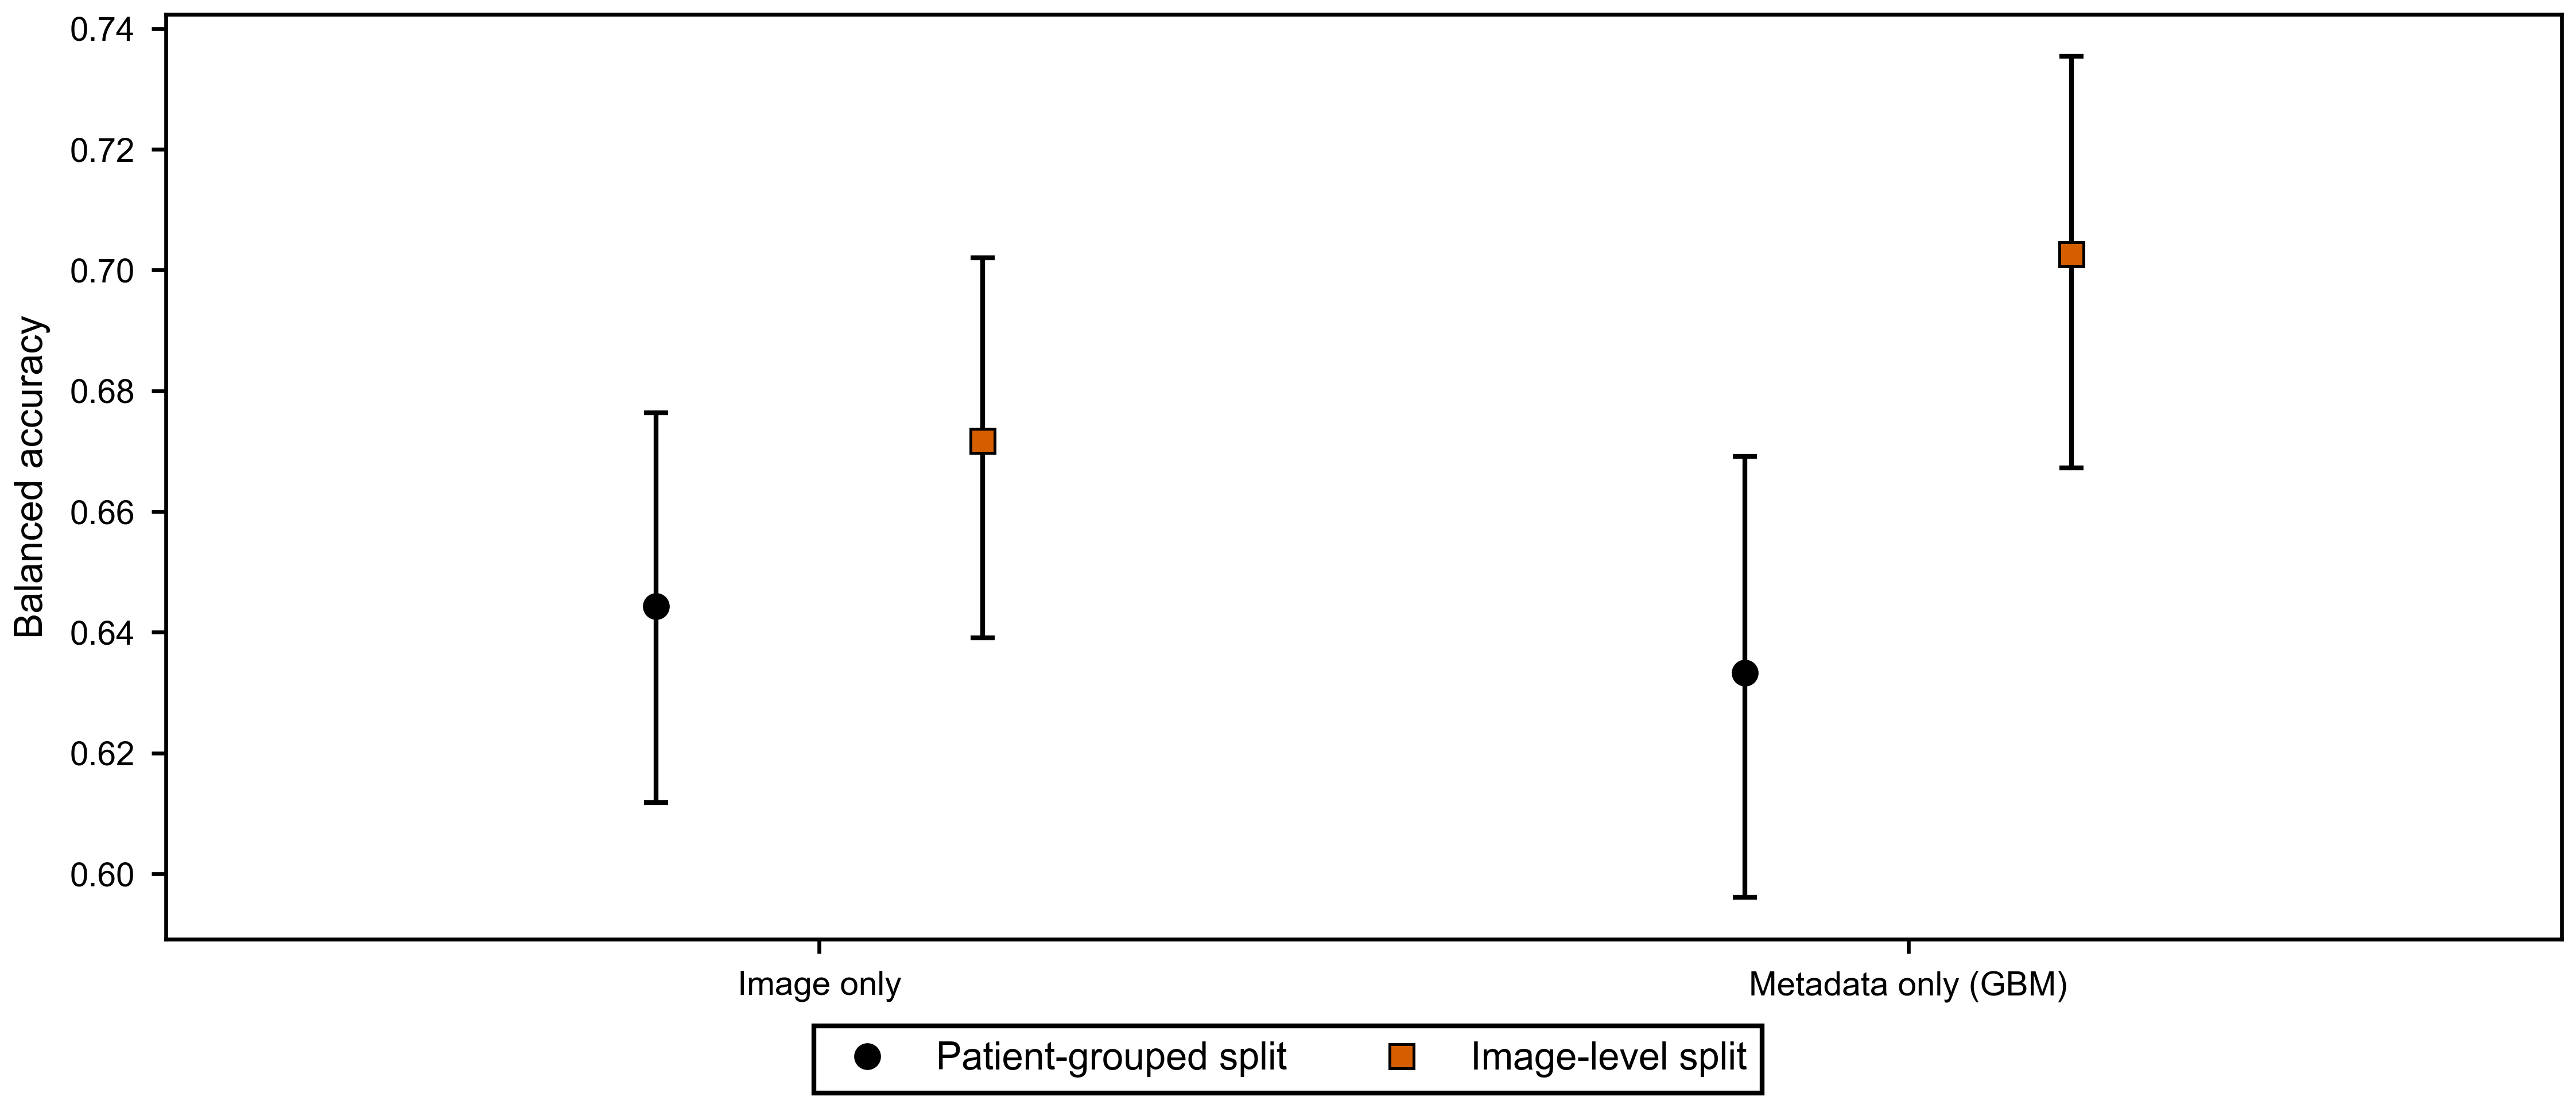 0.74
0.72
0.70
0.68
0.66
0.64
0.62
0.60
Balanced accuracy
Image only
Metadata only (GBM)
Patient-grouped split
Image-level split